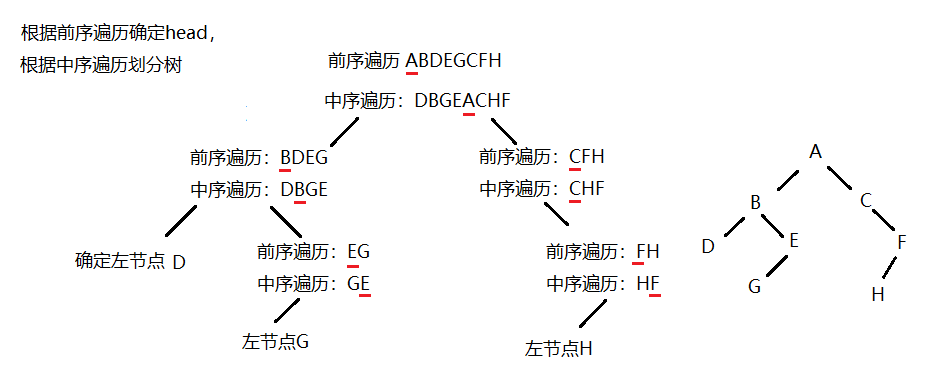 根据前序遍历确定head，
根据中序遍历划分树
前序遍历 ABDEGCFH
中序遍历：DBGEACHF
前序遍历：BDEG
中序遍历：DBGE
前序遍历：CFH
中序遍历：CHF
确定左节点 D
前序遍历：EG
中序遍历：GE
左节点G
前序遍历：FH
中序遍历：HF
左节点H
A
B
C
D
E
F
G
H